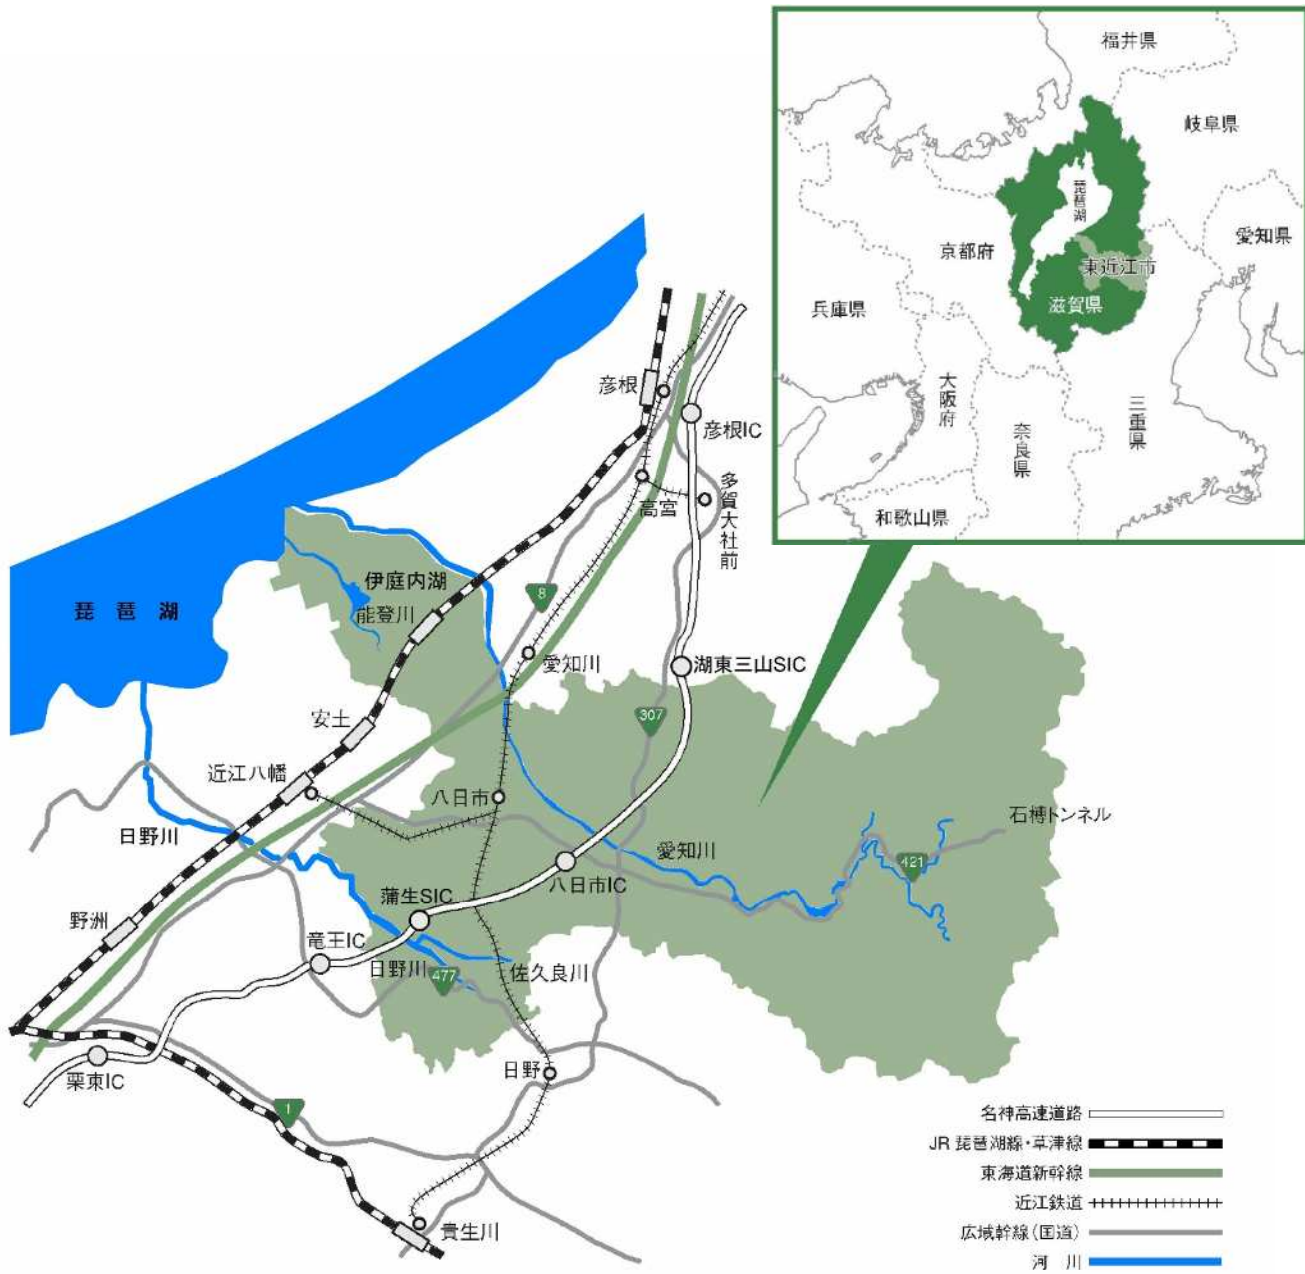 福井県
岐阜県
琵琶湖
愛知県
京都府
東近江市
滋賀県
兵庫県
大阪府
奈良県
三重県
和歌山県
彦根
彦根IC
高宮
多賀大社前
伊庭内湖
能登川
琵琶湖
8
愛知川
湖東三山SIC
307
安土
近江八幡
八日市
日野川
石榑トンネル
愛知川
421
八日市IC
蒲生SIC
野洲
竜王IC
日野川
477
佐久良川
栗東IC
日野
1
貴生川
名神高速道路
JR 琵琶湖線・草津線
東海道新幹線
近江鉄道
広域幹線(国道)
河 川